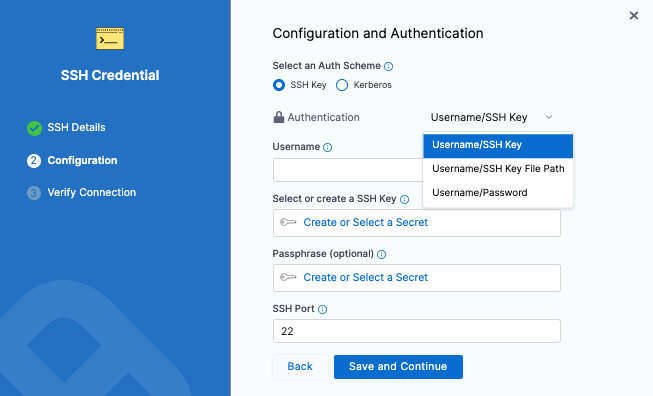 SSH Credential
SSH Details
2 Configuration
3 Verify Connection
Configuration and Authentication
Select an Auth Scheme
SSH Key Kerberos
Authentication Username/SSH Key
Username/SSH Key
Username/SSH Key File Path
Username/Password
Username
Select or create a SSH Key
Create or Select a Secret
Passphrase (optional)
Create or Select a Secret
SSH Port
22
Back Save and Continue